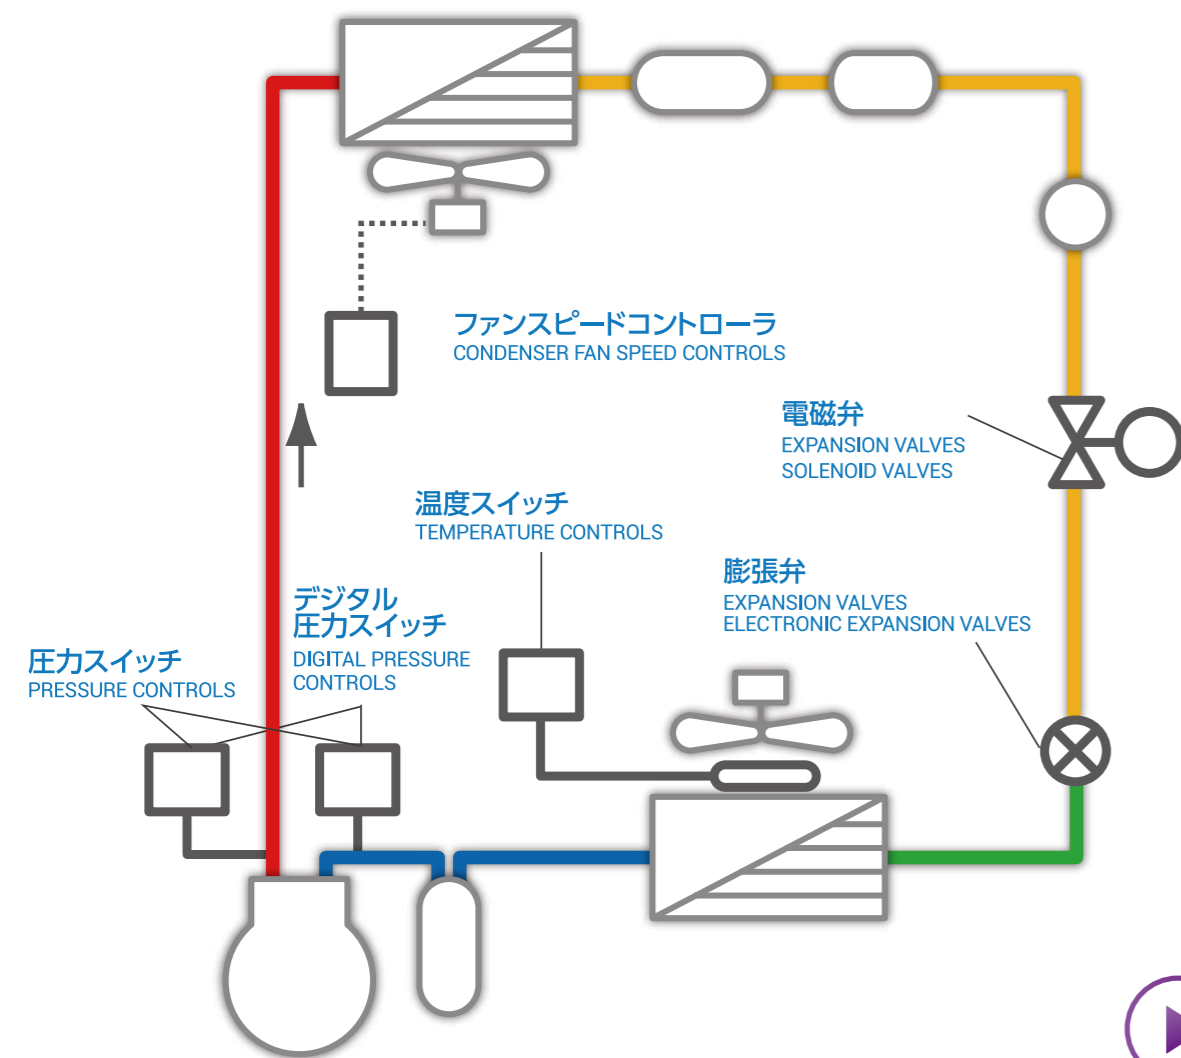 ファンスピードコントローラ
CONDENSER FAN SPEED CONTROLS
電磁弁
EXPANSION VALVES
SOLENOID VALVES
温度スイッチ
TEMPERATURE CONTROLS
膨張弁
EXPANSION VALVES
ELECTRONIC EXPANSION VALVES
デジタル
圧力スイッチ
DIGITAL PRESSURE
CONTROLS
圧力スイッチ
PRESSURE CONTROLS